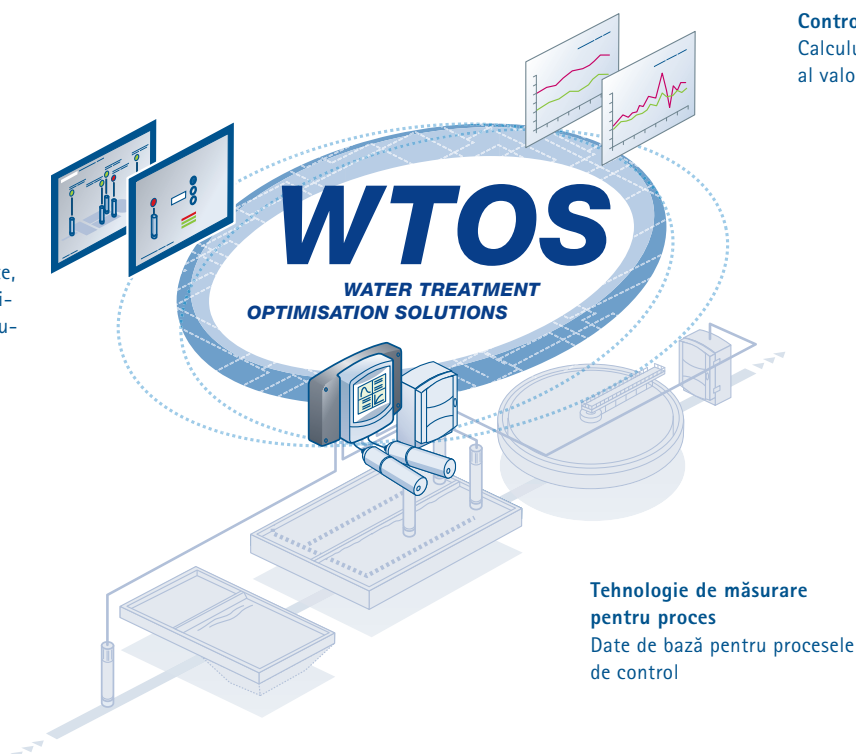 Contro
Calculu
al valo
te,
i-
u-
WTOS
WATER TREATMENT
OPTIMISATION SOLUTIONS
Tehnologie de măsurare
pentru proces
Date de bază pentru procesele
de control